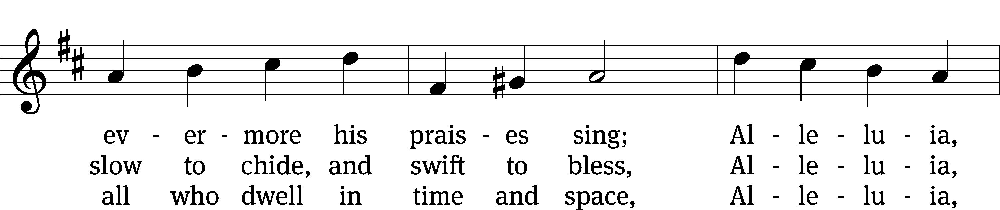 ev - er - more his prais - es sing; Al - le - lu - ia,
slow to chide, and swift to bless, Al - le - lu - ia,
all who dwell in time and space, Al - le - lu - ia,